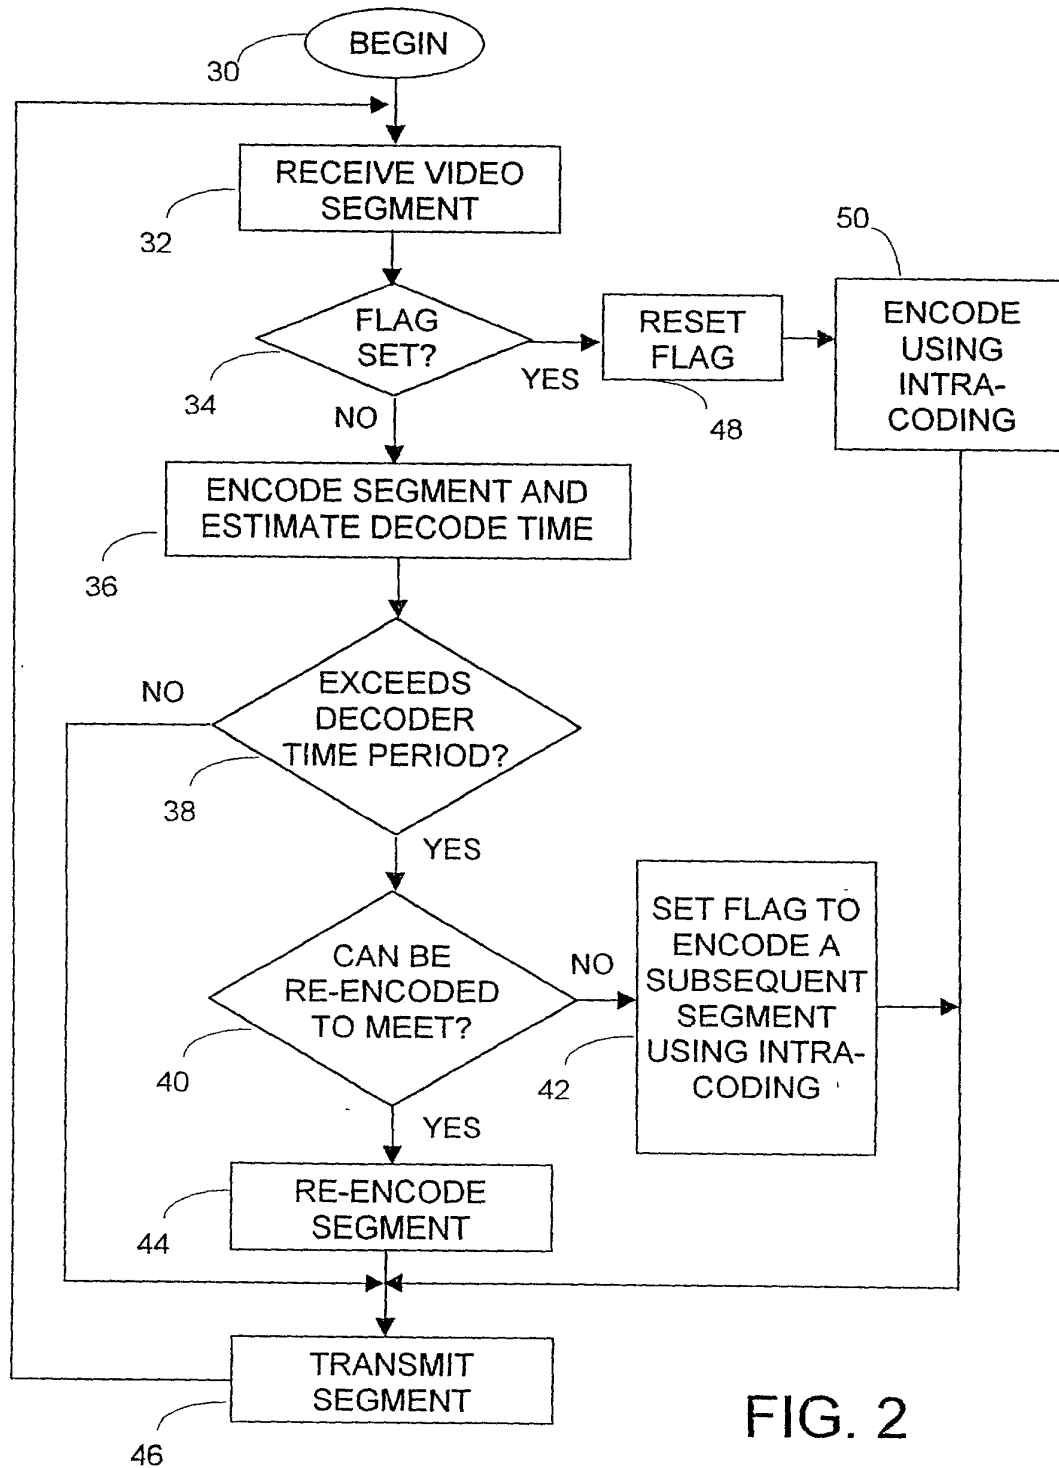 BEGIN
30
RECEIVE VIDEO
SEGMENT
32
FLAG
SET?
34
YES
NO
RESET
FLAG
48
50
ENCODE
USING
INTRA-
CODING
ENCODE SEGMENT AND
ESTIMATE DECODE TIME
36
EXCEEDS
DECODER
TIME PERIOD?
NO
38
YES
CAN BE
RE-ENCODED
TO MEET?
40
NO
YES
SET FLAG TO
ENCODE A
SUBSEQUENT
SEGMENT
USING INTRA-
CODING
42
RE-ENCODE
SEGMENT
44
TRANSMIT
SEGMENT
46
FIG. 2